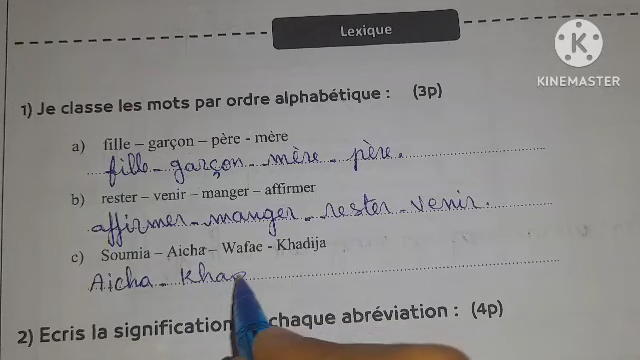 Lexique
KINEMASTER
1) Je classe les mots par ordre alphabétique : (3p)
a) fille – garçon – père - mère
fille - garçon - mère - père.
b) rester – venir – manger – affirmer
affirmer - manger - rester - venir.
c) Soumia – Aicha – Wafae - Khadija
Aicha - Kha
2) Ecris la signification chaque abréviation : (4p)